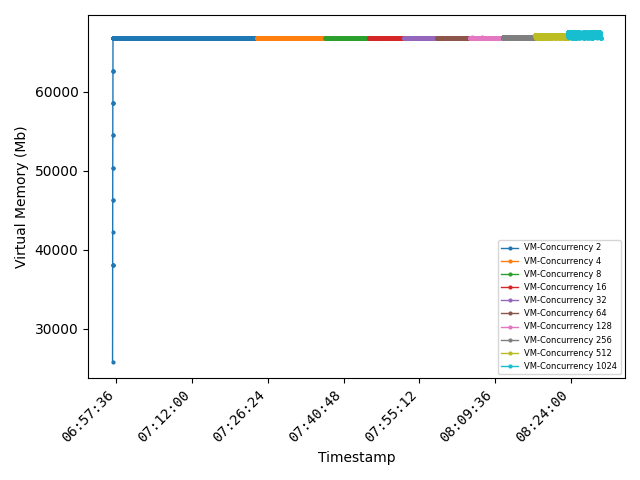 Virtual Memory (Mb)
60000
50000
40000
30000
VM-Concurrency 2
VM-Concurrency 4
VM-Concurrency 8
VM-Concurrency 16
VM-Concurrency 32
VM-Concurrency 64
VM-Concurrency 128
VM-Concurrency 256
VM-Concurrency 512
VM-Concurrency 1024
06:57:36
07:12:00
07:26:24
07:40:48
07:55:12
08:09:36
08:24:00
Timestamp